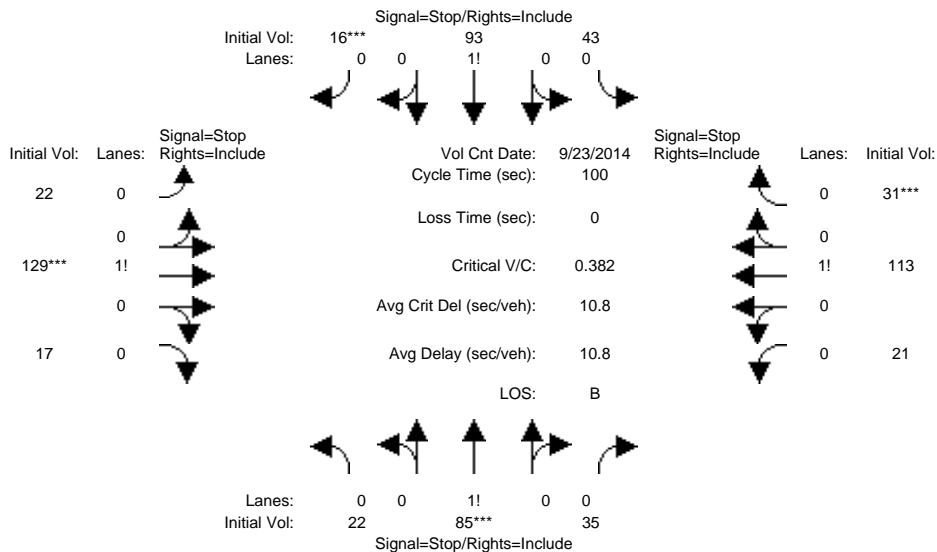 Signal=Stop/Rights=Include
Initial Vol: 16*** 93 43
Lanes: 0 0 1! 0 0
Signal=Stop Signal=Stop
Initial Vol: Lanes: Rights=Include Vol Cnt Date: 9/23/2014 Rights=Include Lanes: Initial Vol:
Cycle Time (sec): 100
22 0 0 31***
Loss Time (sec): 0
0 0
129*** 1! Critical V/C: 0.382 1! 113
0 Avg Crit Del (sec/veh): 10.8 0
17 0 Avg Delay (sec/veh): 10.8 0 21
LOS: B
Lanes: 0 0 1! 0 0
Initial Vol: 22 85*** 35
Signal=Stop/Rights=Include